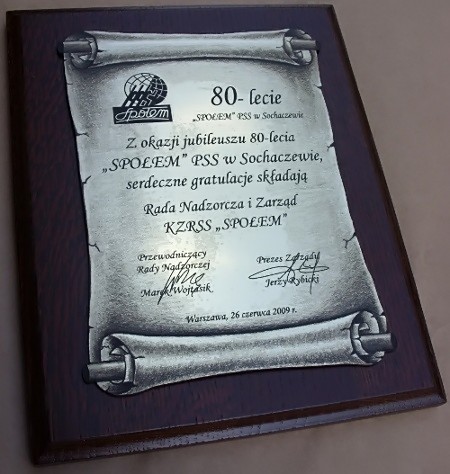 Społem
80- lecie
„SPOŁEM” PSS w Sochaczewie
Z okazji jubileuszu 80-lecia
„SPOŁEM” PSS w Sochaczewie,
serdeczne gratulacje składają
Rada Nadzorcza i Zarząd
KZRSS „SPOŁEM”
Przewodniczący
Rady Nadzorczej
Marek Wojtasik
Prezes Zarządu
Jerzy Rybicki
Warszawa, 26 czerwca 2009 r.